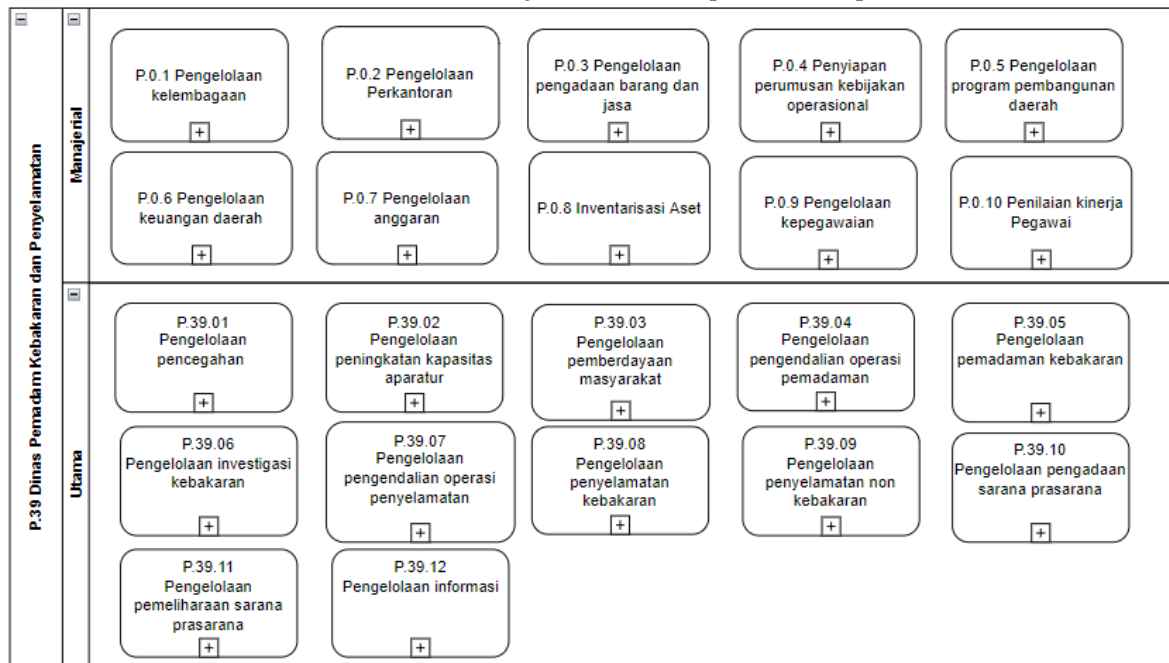 P.39 Dinas Pemadam Kebakaran dan Penyelamatan
Manajerial
P.0.1 Pengelolaan
kelembagaan
P.0.2 Pengelolaan
Perkantoran
P.0.3 Pengelolaan
pengadaan barang dan
jasa
P.0.4 Penyiapan
perumusan kebijakan
operasional
P.0.5 Pengelolaan
program pembangunan
daerah
P.0.6 Pengelolaan
keuangan daerah
P.0.7 Pengelolaan
anggaran
P.0.8 Inventarisasi Aset
P.0.9 Pengelolaan
kepegawaian
P.0.10 Penilaian kinerja
Pegawai
Utama
P.39.01
Pengelolaan
pencegahan
P.39.02
Pengelolaan
peningkatan kapasitas
aparatur
P.39.03
Pengelolaan
pemberdayaan
masyarakat
P.39.04
Pengelolaan
pengendalian operasi
pemadaman
P.39.05
Pengelolaan
pemadaman kebakaran
P.39.06
Pengelolaan investigasi
kebakaran
P.39.07
Pengelolaan
pengendalian operasi
penyelamatan
P.39.08
Pengelolaan
penyelamatan
kebakaran
P.39.09
Pengelolaan
penyelamatan non
kebakaran
P.39.10
Pengelolaan pengadaan
sarana prasarana
P.39.11
Pengelolaan
pemeliharaan sarana
prasarana
P.39.12
Pengelolaan informasi